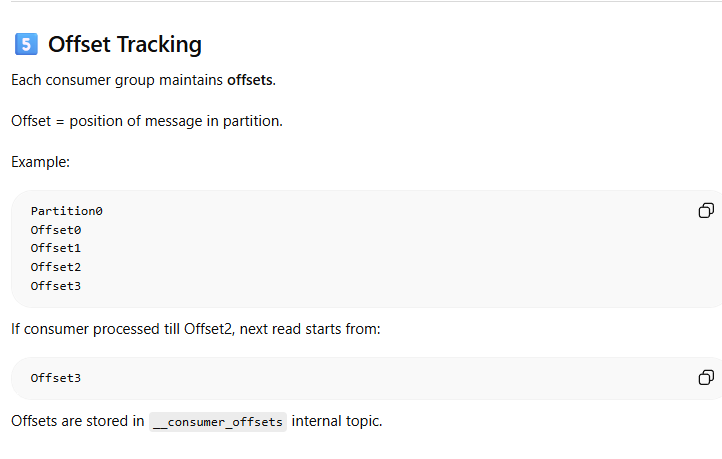 5 Offset Tracking
Each consumer group maintains offsets.
Offset = position of message in partition.
Example:
Partition0
Offset0
Offset1
Offset2
Offset3
If consumer processed till Offset2, next read starts from:
Offset3
Offsets are stored in __consumer_offsets internal topic.